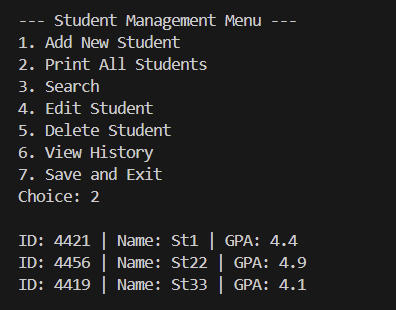 --- Student Management Menu ---
1. Add New Student
2. Print All Students
3. Search
4. Edit Student
5. Delete Student
6. View History
7. Save and Exit
Choice: 2
ID: 4421 | Name: St1 | GPA: 4.4
ID: 4456 | Name: St22 | GPA: 4.9
ID: 4419 | Name: St33 | GPA: 4.1